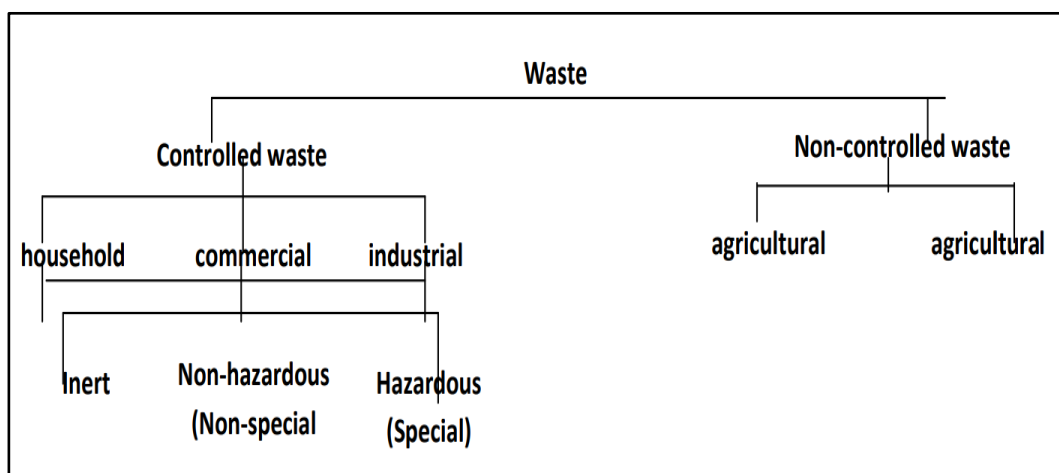 Waste
Controlled waste
Non-controlled waste
household commercial industrial
agricultural agricultural
Inert
Non-hazardous
(Non-special
Hazardous
(Special)